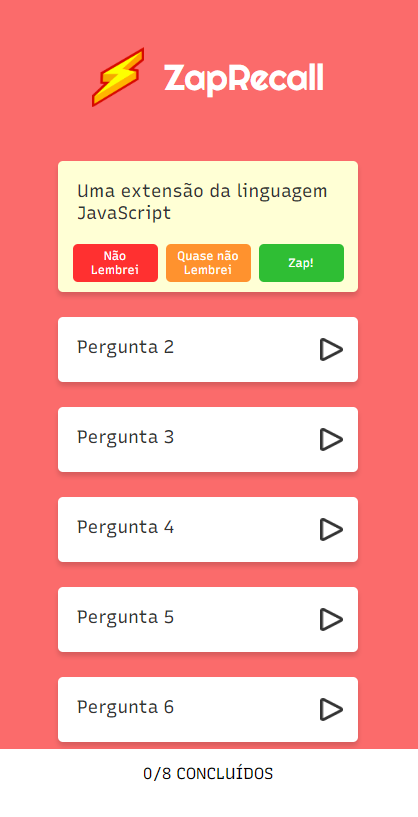 ZapRecall
Uma extensão da linguagem
JavaScript
Não
Lembrei
Quase não
Lembrei
Zap!
Pergunta 2
Pergunta 3
Pergunta 4
Pergunta 5
Pergunta 6
0/8 CONCLUÍDOS